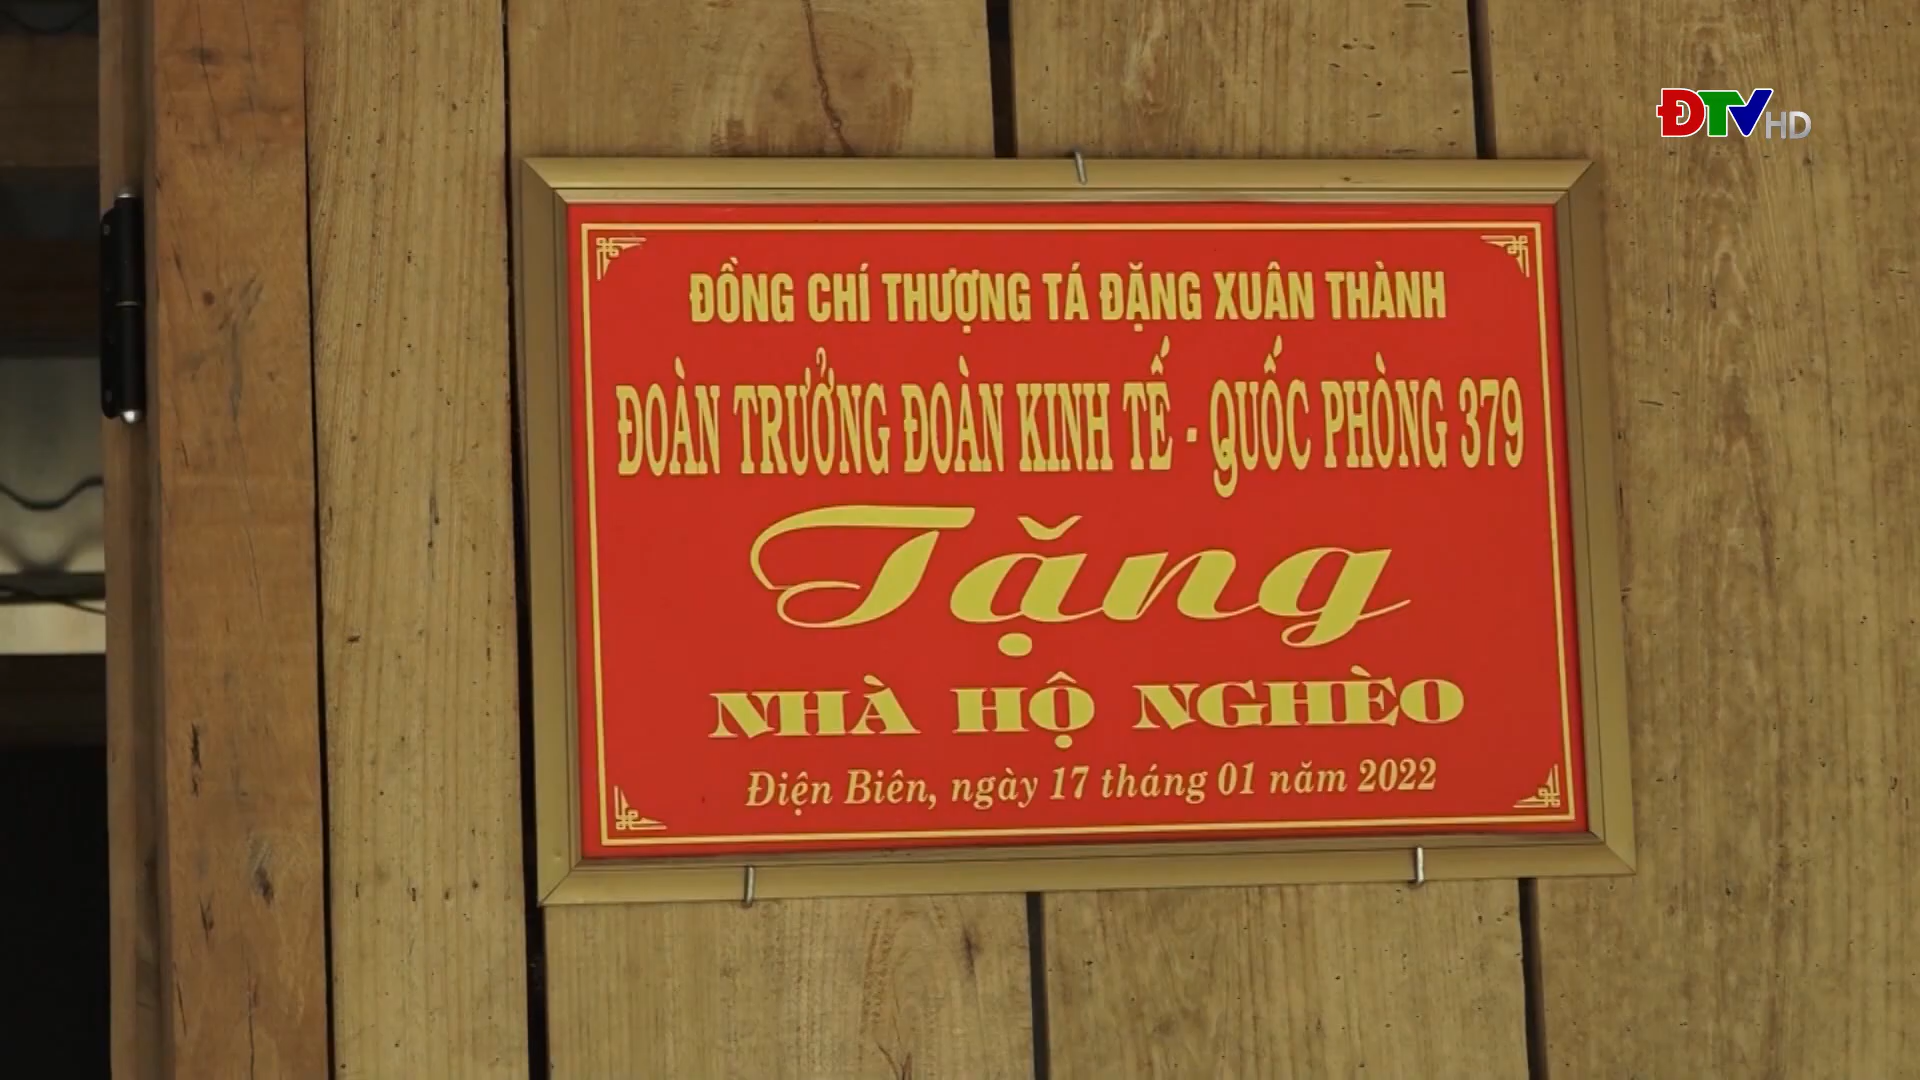 ĐTV HD
ĐỒNG CHÍ THƯỢNG TÁ ĐẶNG XUÂN THÀNH
ĐOÀN TRƯỞNG ĐOÀN KINH TẾ - QUỐC PHÒNG 379
Tặng
NHÀ HỘ NGHÈO
Điện Biên, ngày 17 tháng 01 năm 2022